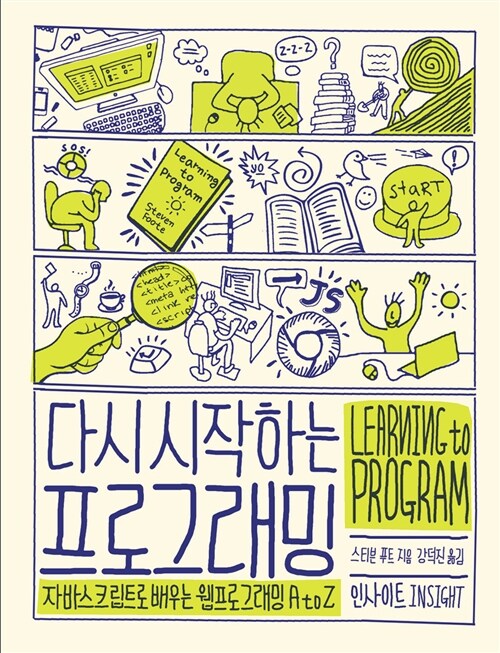 z-z-z
?
SOS!
Learning
to
Program
Steven
Foote
yo
!
START
<html>
<head>
<title>
<meta ht
<link re
<script
JS
다시 시작하는
프로그래밍
자바스크립트로 배우는 웹프로그래밍 A to Z
LEARNING to
PROGRAM
스티븐 푸트 지음 강덕진 옮김
인사이트 INSIGHT